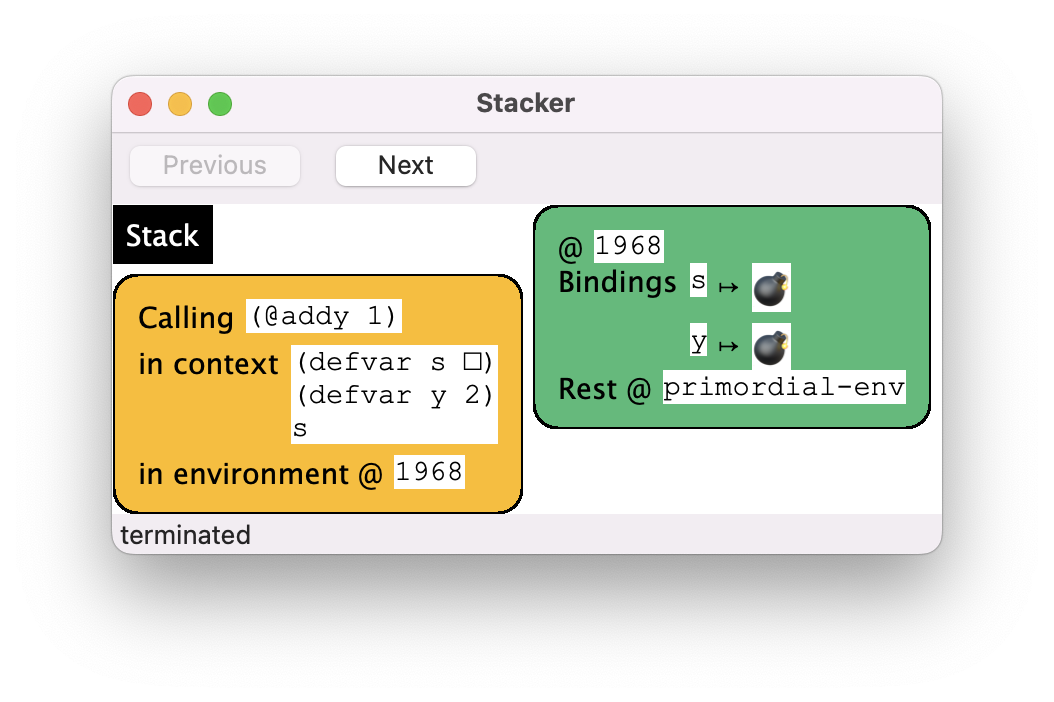 Stacker
Previous Next
Stack
Calling (@addy 1)
in context (defvar s □)
(defvar y 2)
s
in environment @ 1968
@ 1968
Bindings s ↦ 💣
y ↦ 💣
Rest @ primordial-env
terminated